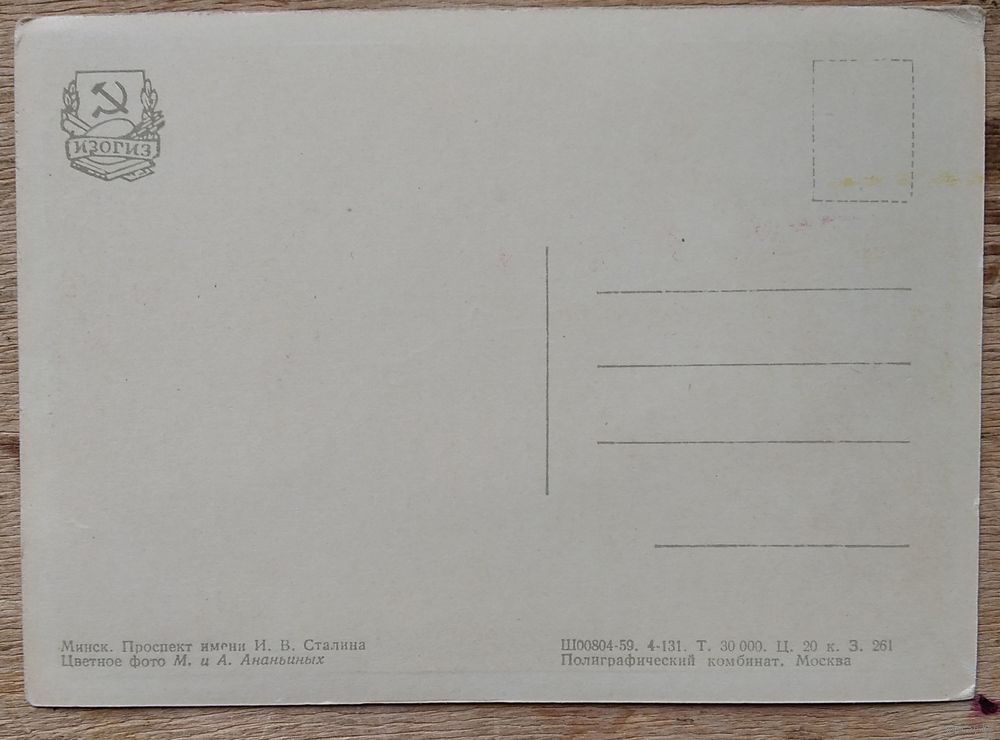 ИЗОГИЗ
Минск. Проспект имени И. В. Сталина
Цветное фото М. и А. Ананьиных
Ш00804-59. 4-131. Т. 30 000. Ц. 20 к. З. 261
Полиграфический комбинат. Москва